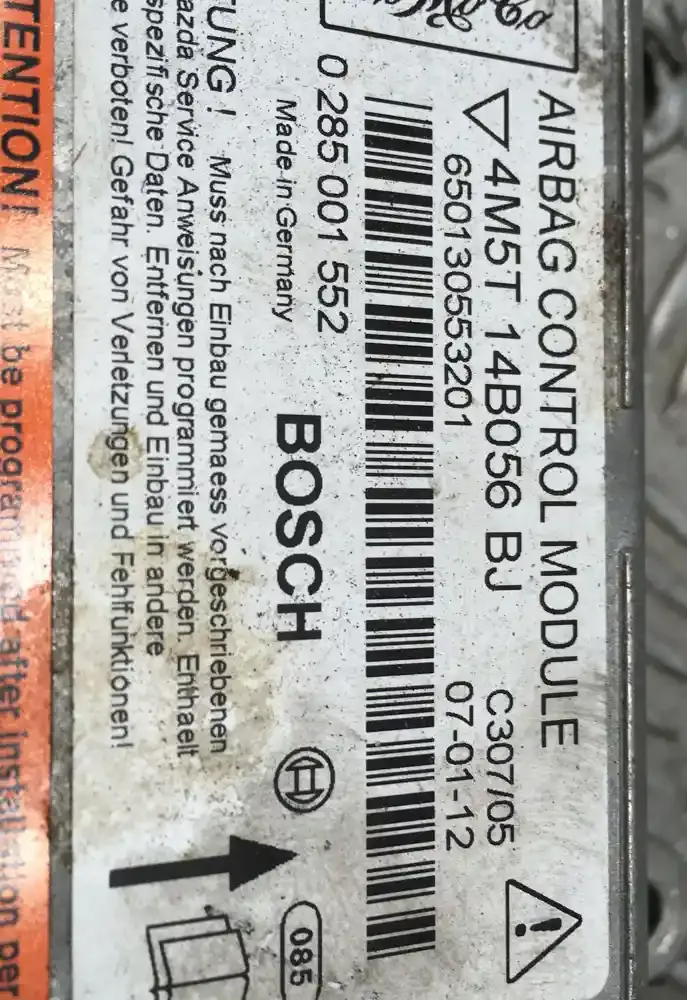 AIRBAG CONTROL MODULE
4M5T 14B056 BJ C307/05
650130553201 07-01-12
0 285 001 552
Made in Germany BOSCH
085
TUNG ! Muss nach Einbau gemaess vorgeschriebenen
azda Service Anweisungen programmiert werden. Enthaelt
spezifische Daten. Entfernen und Einbau in andere
e verboten! Gefahr von Verletzungen und Fehlfunktionen!
TENTION! Must be programmed after installation per